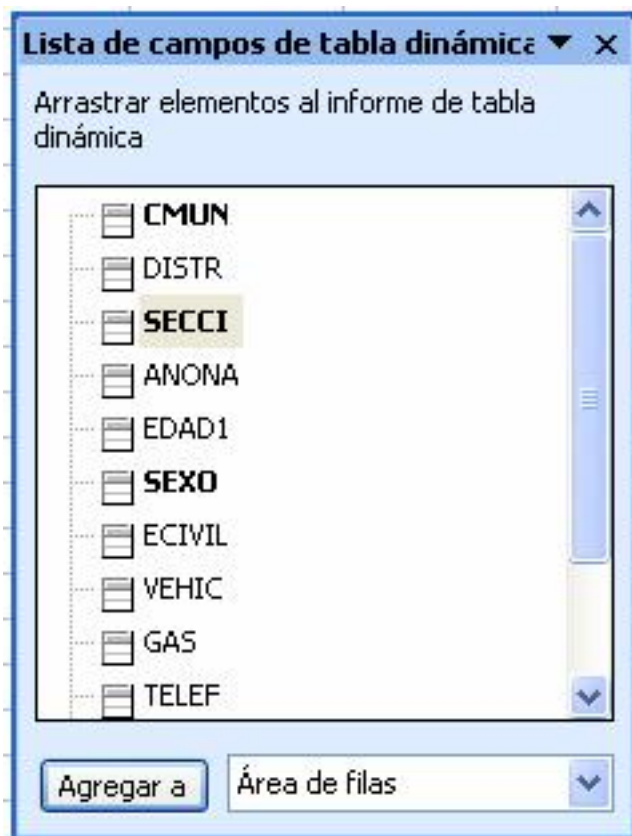 Lista de campos de tabla dinámica
Arrastrar elementos al informe de tabla
dinámica
CMUN
DISTR
SECCI
ANONA
EDAD1
SEXO
ECIVIL
VEHIC
GAS
TELEF
Agregar a
Área de filas